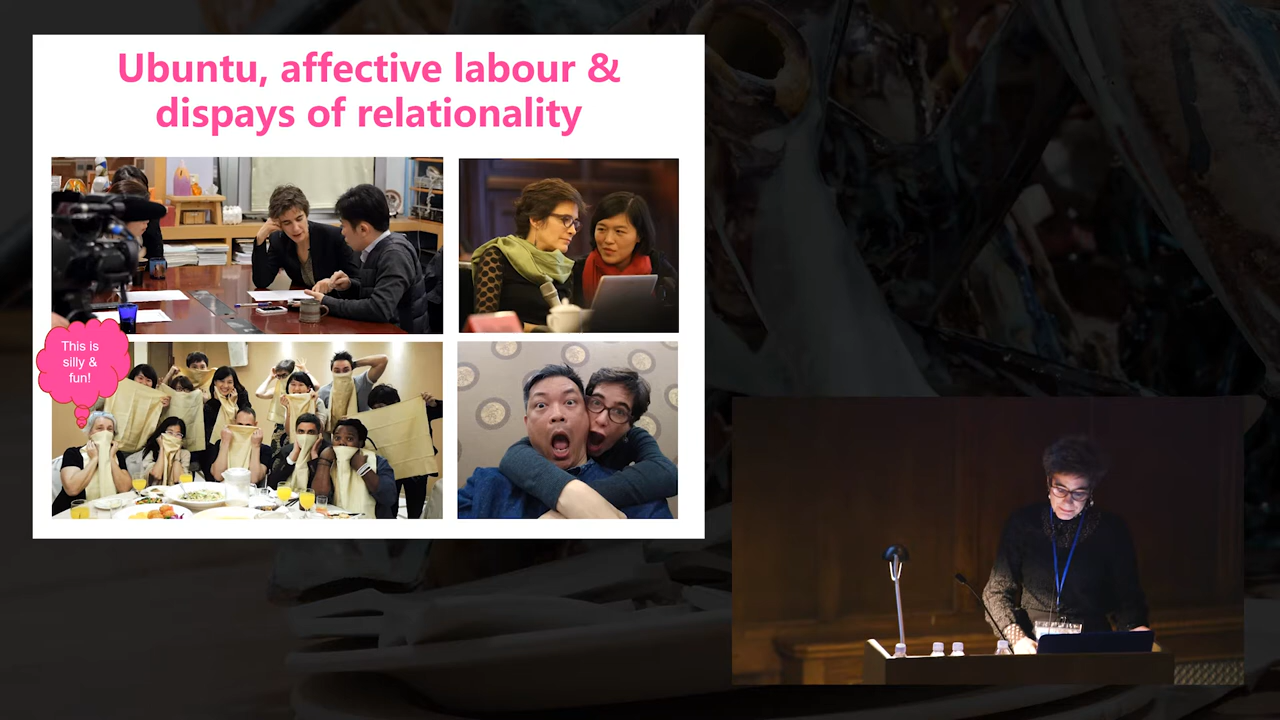 Ubuntu, affective labour &
dispays of relationality
This is
silly &
fun!